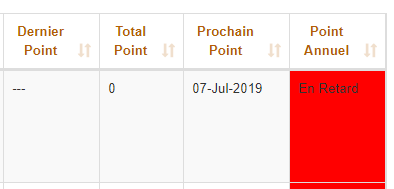 Dernier Point Total Point Prochain Point Point Annuel
--- 0 07-Jul-2019 En Retard